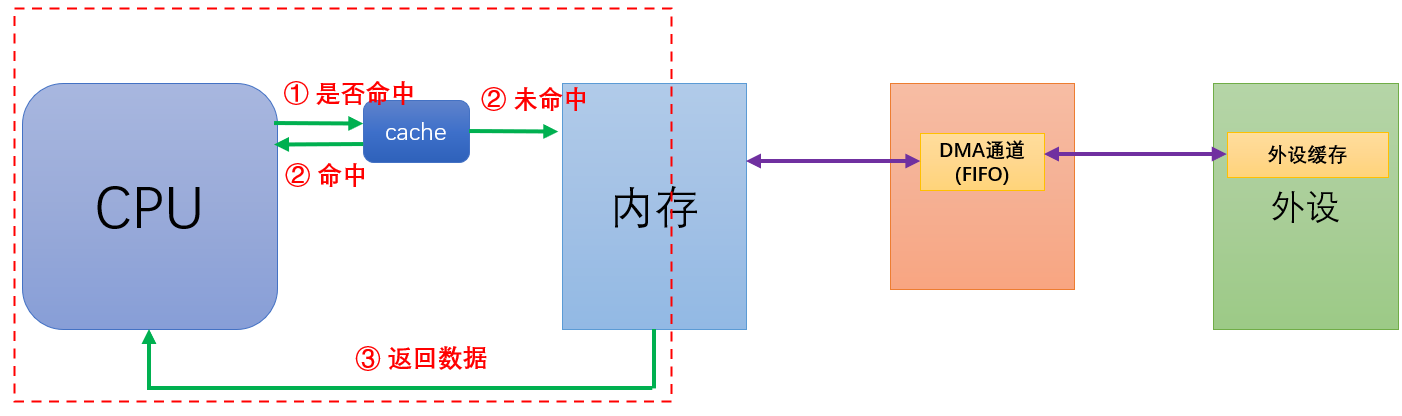 ① 是否命中
② 未命中
cache
② 命中
CPU
内存
DMA通道
(FIFO)
外设缓存
外设
③ 返回数据